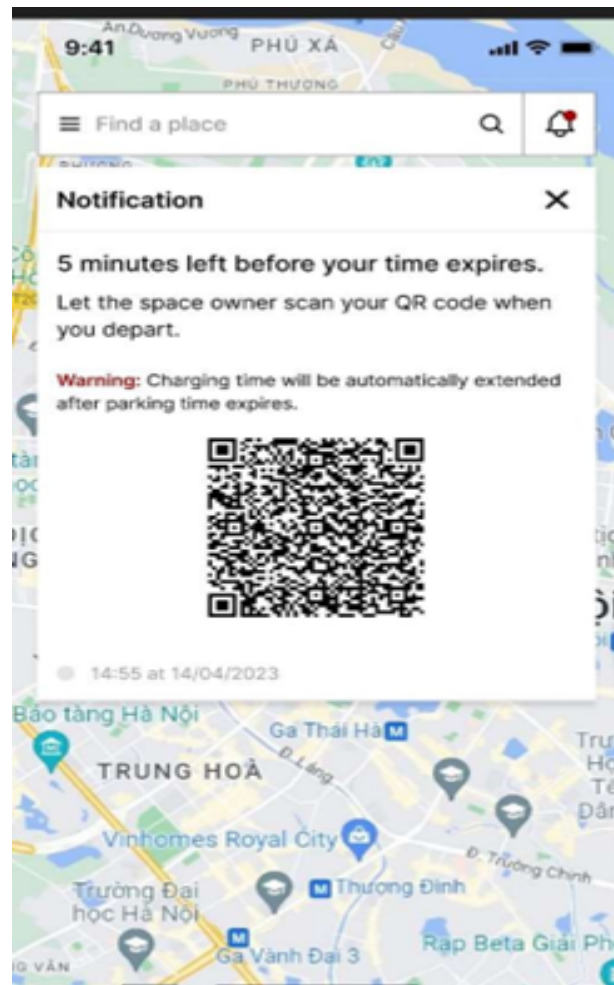 An Dương Vương
9:41
PHÚ XÁ
PHÚ THƯỢNG
Find a place
Notification
5 minutes left before your time expires.
Let the space owner scan your QR code when
you depart.
Warning: Charging time will be automatically extended
after parking time expires.
14:55 at 14/04/2023
Bảo tàng Hà Nội
Ga Thái Hà M
Đ. Láng
TRUNG HOÀ
Vinhomes Royal City
Đ. Trường Chinh
Trường Đại
học Hà Nội
M Thượng Đình
M
Ga Vành Đai 3
Rạp Beta Giải Ph
VĂN